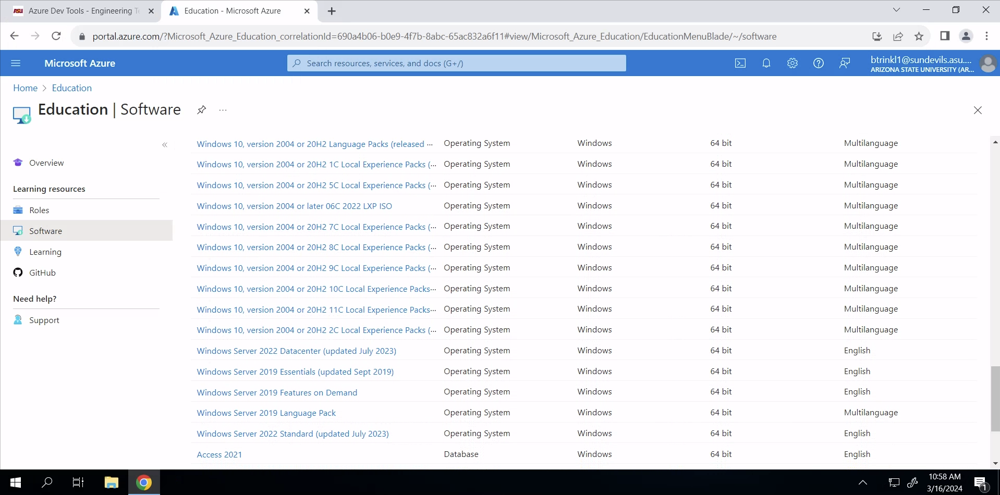 Azure Dev Tools - Engineering Te
Education - Microsoft Azure
portal.azure.com/?Microsoft_Azure_Education_correlationId=690a4b06-b0e9-4f7b-8abc-65ac832a6f11#view/Microsoft_Azure_Education/EducationMenuBlade/~/software
Microsoft Azure
Search resources, services, and docs (G+/)
btrinkl1@sundevils.asu....
ARIZONA STATE UNIVERSITY (AR...
Home > Education
Education | Software
...
«
Overview
Learning resources
Roles
Software
Learning
GitHub
Need help?
Support
Windows 10, version 2004 or 20H2 Language Packs (released ... Operating System Windows 64 bit Multilanguage
Windows 10, version 2004 or 20H2 1C Local Experience Packs (... Operating System Windows 64 bit Multilanguage
Windows 10, version 2004 or 20H2 5C Local Experience Packs (... Operating System Windows 64 bit Multilanguage
Windows 10, version 2004 or later 06C 2022 LXP ISO Operating System Windows 64 bit Multilanguage
Windows 10, version 2004 or 20H2 7C Local Experience Packs (... Operating System Windows 64 bit Multilanguage
Windows 10, version 2004 or 20H2 8C Local Experience Packs (... Operating System Windows 64 bit Multilanguage
Windows 10, version 2004 or 20H2 9C Local Experience Packs (... Operating System Windows 64 bit Multilanguage
Windows 10, version 2004 or 20H2 10C Local Experience Packs... Operating System Windows 64 bit Multilanguage
Windows 10, version 2004 or 20H2 11C Local Experience Packs... Operating System Windows 64 bit Multilanguage
Windows 10, version 2004 or 20H2 2C Local Experience Packs (... Operating System Windows 64 bit Multilanguage
Windows Server 2022 Datacenter (updated July 2023) Operating System Windows 64 bit English
Windows Server 2019 Essentials (updated Sept 2019) Operating System Windows 64 bit English
Windows Server 2019 Features on Demand Operating System Windows 64 bit English
Windows Server 2019 Language Pack Operating System Windows 64 bit Multilanguage
Windows Server 2022 Standard (updated July 2023) Operating System Windows 64 bit English
Access 2021 Database Windows 64 bit English
10:58 AM
3/16/2024
1